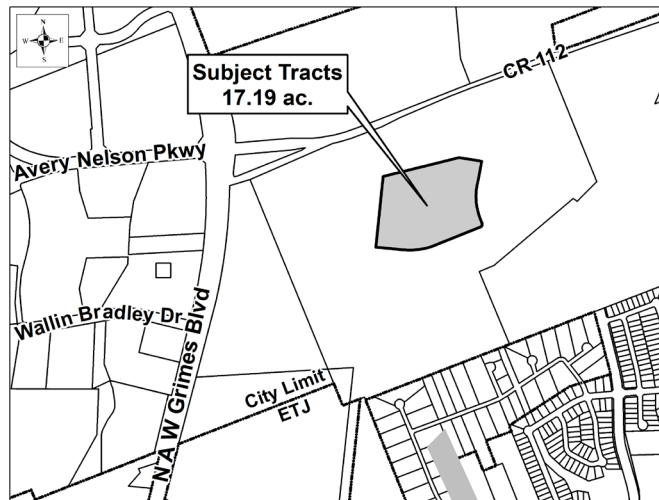 N
W E
S
Subject Tracts
17.19 ac.
CR 112
Avery Nelson Pkwy
Wallin Bradley Dr
N A W Grimes Blvd
City Limit
ETJ